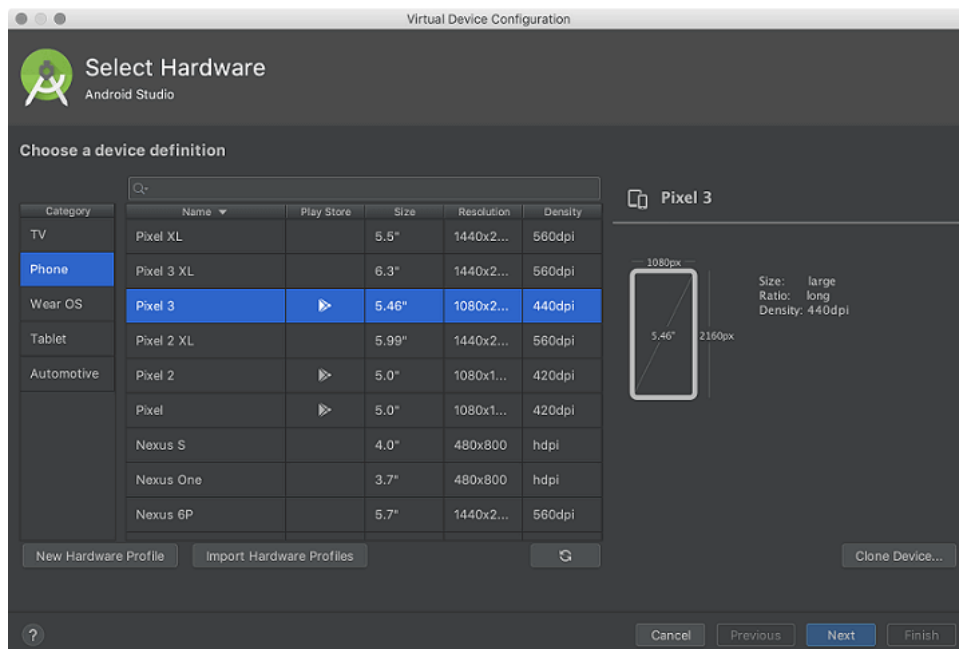 Virtual Device Configuration
Select Hardware
Android Studio
Choose a device definition
Category
TV
Phone
Wear OS
Tablet
Automotive
Name Play Store Size Resolution Density
Pixel XL 5.5" 1440x2... 560dpi
Pixel 3 XL 6.3" 1440x2... 560dpi
Pixel 3 5.46" 1080x2... 440dpi
Pixel 2 XL 5.99" 1440x2... 560dpi
Pixel 2 5.0" 1080x1... 420dpi
Pixel 5.0" 1080x1... 420dpi
Nexus S 4.0" 480x800 hdpi
Nexus One 3.7" 480x800 hdpi
Nexus 6P 5.7" 1440x2... 560dpi
New Hardware Profile Import Hardware Profiles
Pixel 3
1080px
5.46" 2160px
Size: large
Ratio: long
Density: 440dpi
Clone Device...
? Cancel Previous Next Finish